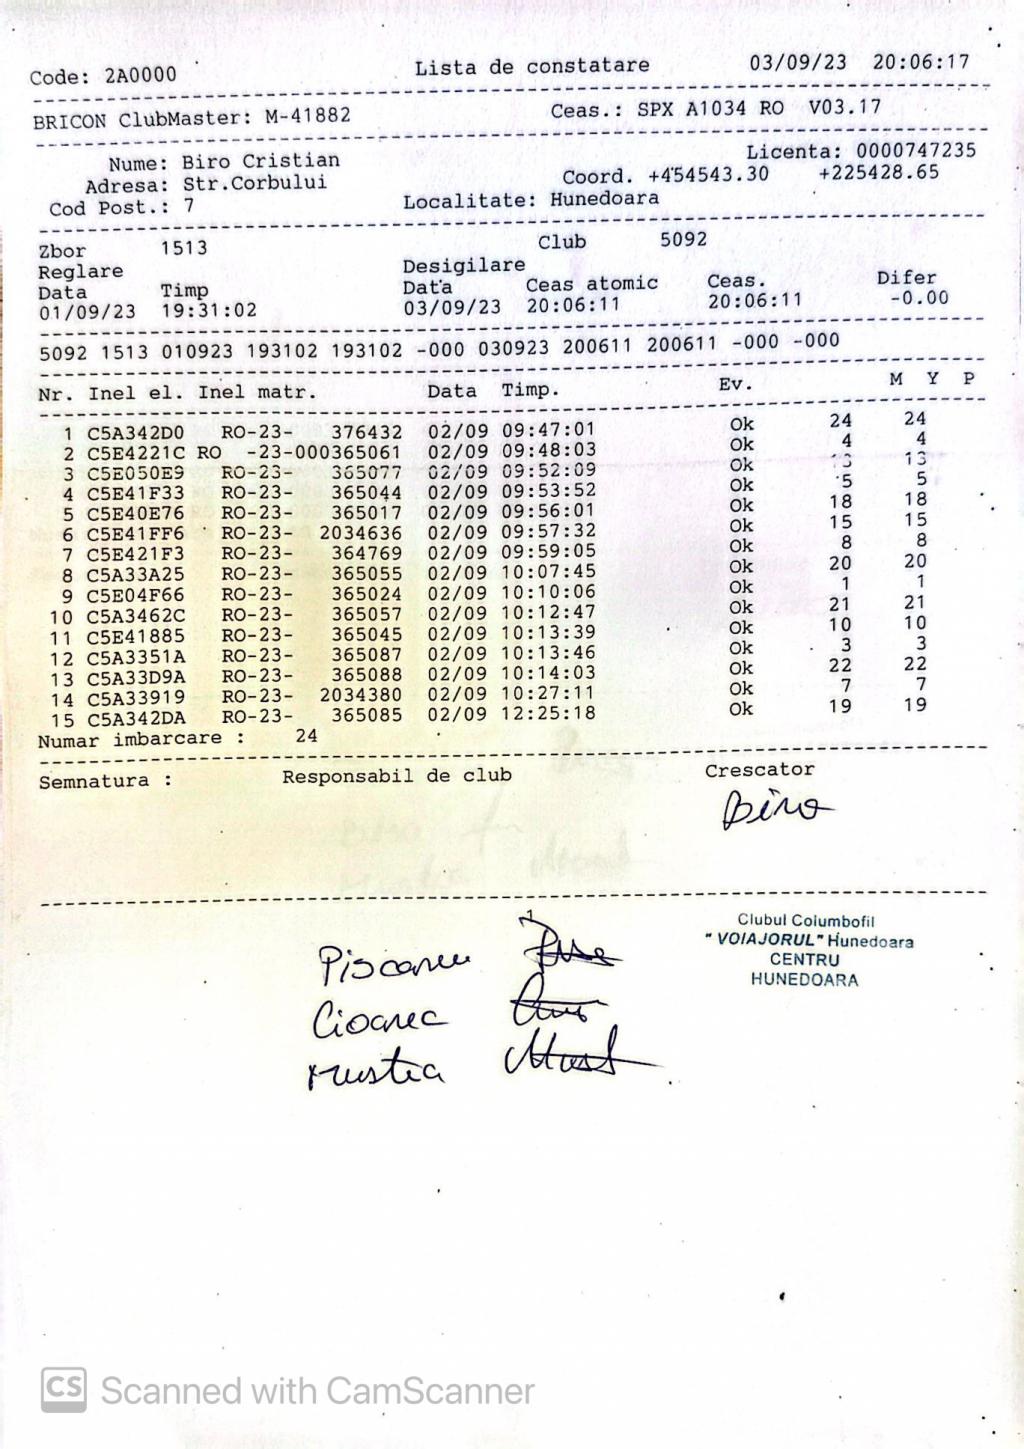 Code: 2A0000 Lista de constatare 03/09/23 20:06:17
BRICON ClubMaster: M-41882 Ceas.: SPX A1034 RO V03.17
Nume: Biro Cristian Licenta: 0000747235
Adresa: Str.Corbului Coord. +454543.30 +225428.65
Cod Post.: 7 Localitate: Hunedoara
Zbor 1513 Club 5092
Reglare Desigilare
Data Timp Data Ceas atomic Ceas. Difer
01/09/23 19:31:02 03/09/23 20:06:11 20:06:11 -0.00
5092 1513 010923 193102 193102 -000 030923 200611 200611 -000 -000
Nr. Inel el. Inel matr. Data Timp. Ev. M Y P
1 C5A342D0 RO-23- 376432 02/09 09:47:01 Ok 24 24
2 C5E4221C RO -23-000365061 02/09 09:48:03 Ok 4 4
3 C5E050E9 RO-23- 365077 02/09 09:52:09 Ok 13
4 C5E41F33 RO-23- 365044 02/09 09:53:52 Ok 5 5
5 C5E40E76 RO-23- 365017 02/09 09:56:01 Ok 18 18
6 C5E41FF6 RO-23- 2034636 02/09 09:57:32 Ok 15 15
7 C5E421F3 RO-23- 364769 02/09 09:59:05 Ok 8 8
8 C5A33A25 RO-23- 365055 02/09 10:07:45 Ok 20 20
9 C5E04F66 RO-23- 365024 02/09 10:10:06 Ok 1 1
10 C5A3462C RO-23- 365057 02/09 10:12:47 Ok 21 21
11 C5E41885 RO-23- 365045 02/09 10:13:39 Ok 10 10
12 C5A3351A RO-23- 365087 02/09 10:13:46 Ok 3 3
13 C5A33D9A RO-23- 365088 02/09 10:14:03 Ok 22 22
14 C5A33919 RO-23- 2034380 02/09 10:27:11 Ok 7 7
15 C5A342DA RO-23- 365085 02/09 12:25:18 Ok 19 19
Numar imbarcare : 24
Semnatura : Responsabil de club Crescator
Biro
Clubul Columbofil
"VOIAJORUL" Hunedoara
CENTRU
HUNEDOARA
Cioarec
Mustea
CS Scanned with CamScanner